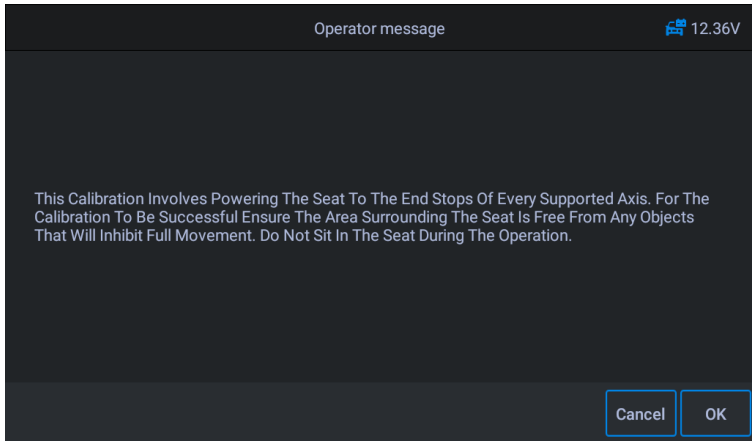 Operator message
12.36V
This Calibration Involves Powering The Seat To The End Stops Of Every Supported Axis. For The
Calibration To Be Successful Ensure The Area Surrounding The Seat Is Free From Any Objects
That Will Inhibit Full Movement. Do Not Sit In The Seat During The Operation.
Cancel
OK